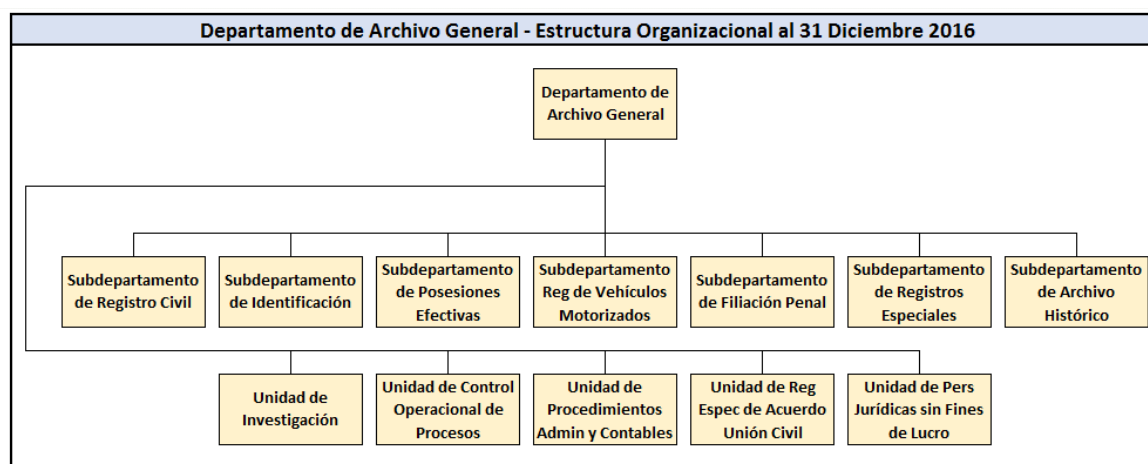 Departamento de Archivo General - Estructura Organizacional al 31 Diciembre 2016
Departamento de
Archivo General
Subdepartamento
de Registro Civil
Subdepartamento
de Identificación
Subdepartamento
de Posesiones
Efectivas
Subdepartamento
Reg de Vehículos
Motorizados
Subdepartamento
de Filiación Penal
Subdepartamento
de Registros
Especiales
Subdepartamento
de Archivo
Histórico
Unidad de
Investigación
Unidad de Control
Operacional de
Procesos
Unidad de
Procedimientos
Admin y Contables
Unidad de Reg
Espec de Acuerdo
Unión Civil
Unidad de Pers
Jurídicas sin Fines
de Lucro